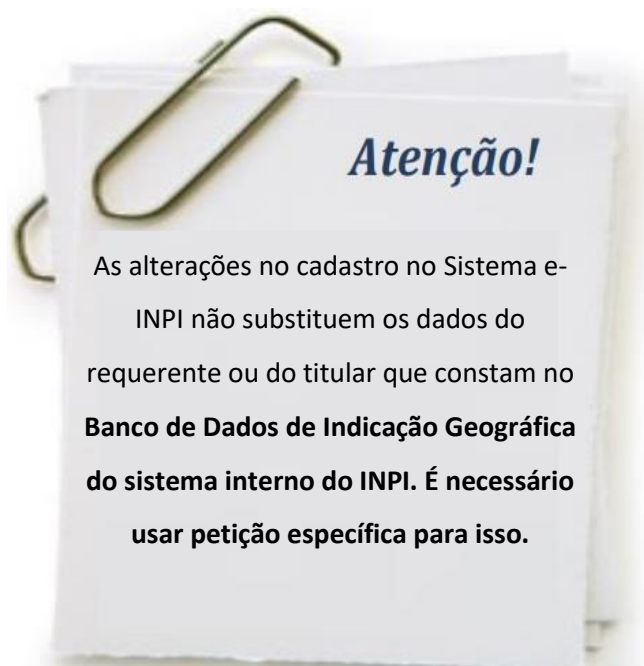 Atenção!
As alterações no cadastro no Sistema e-
INPI não substituem os dados do
requerente ou do titular que constam no
Banco de Dados de Indicação Geográfica
do sistema interno do INPI. É necessário
usar petição específica para isso.